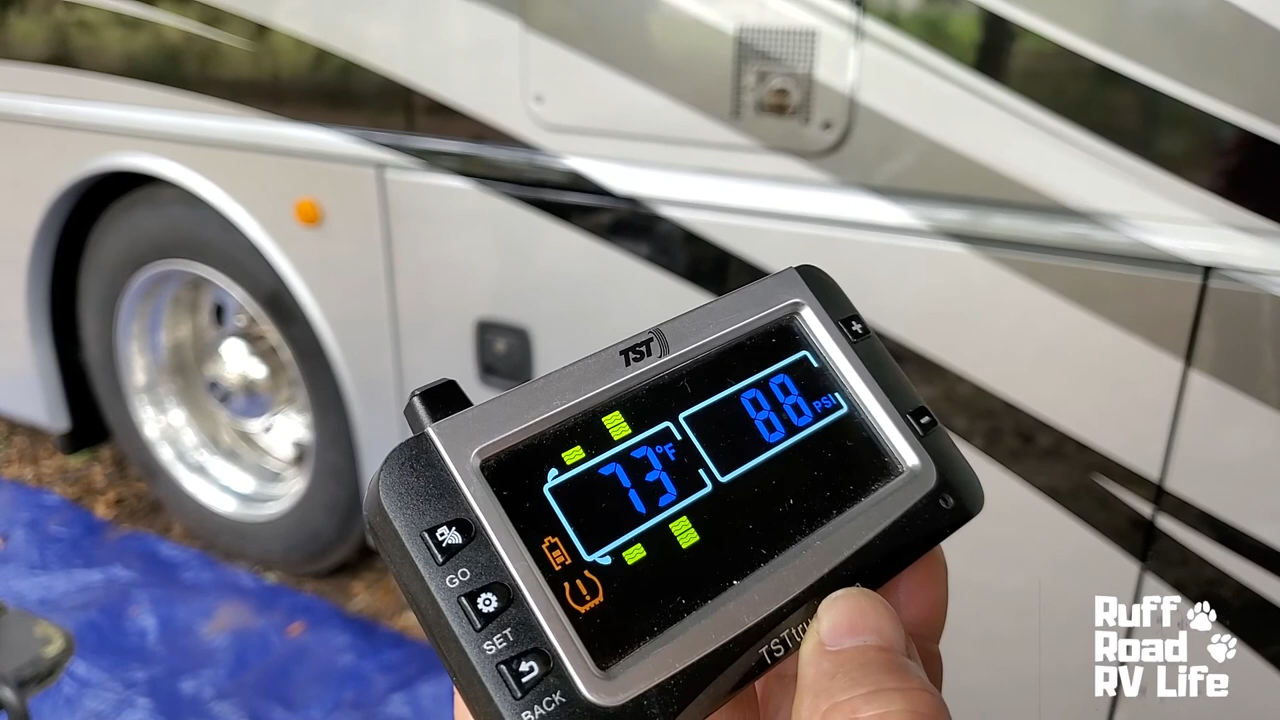 TST
73°F
88 PSI
GO
SET
BACK
+
-
Ruff
Road
RV Life